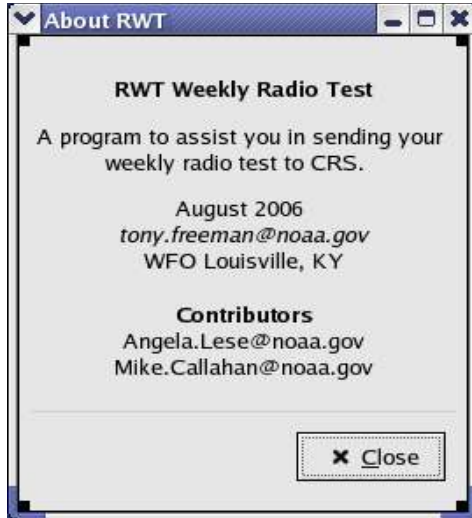 About RWT
RWT Weekly Radio Test
A program to assist you in sending your
weekly radio test to CRS.
August 2006
tony.freeman@noaa.gov
WFO Louisville, KY
Contributors
Angela.Lese@noaa.gov
Mike.Callahan@noaa.gov
Close